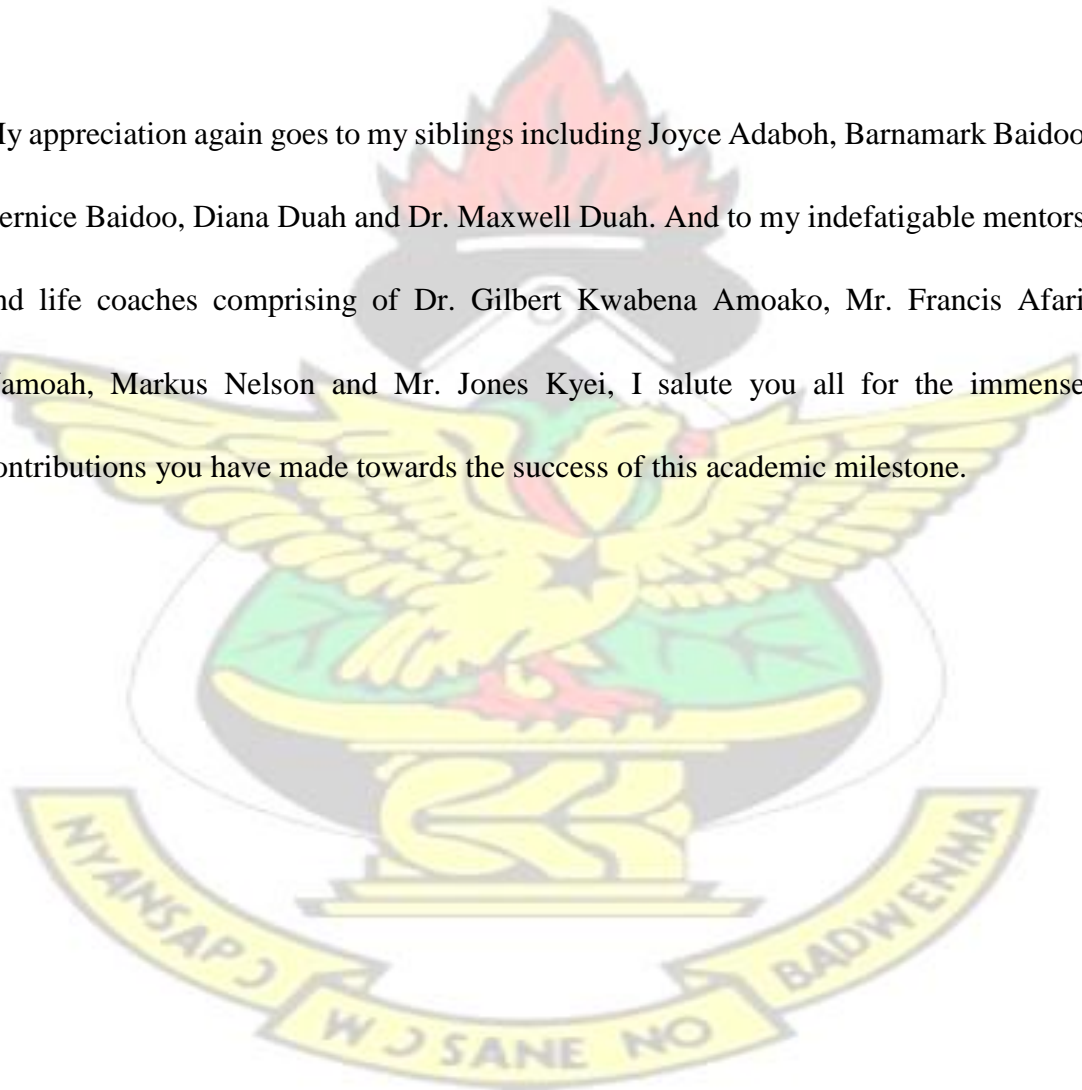 y appreciation again goes to my siblings including Joyce Adaboh, Barnamark Baidoo
ernice Baidoo, Diana Duah and Dr. Maxwell Duah. And to my indefatigable mentors
nd life coaches comprising of Dr. Gilbert Kwabena Amoako, Mr. Francis Afari
amoah, Markus Nelson and Mr. Jones Kyei, I salute you all for the immense
ontributions you have made towards the success of this academic milestone.
NYANSAPƆ WƆSANE NO BADWENMA